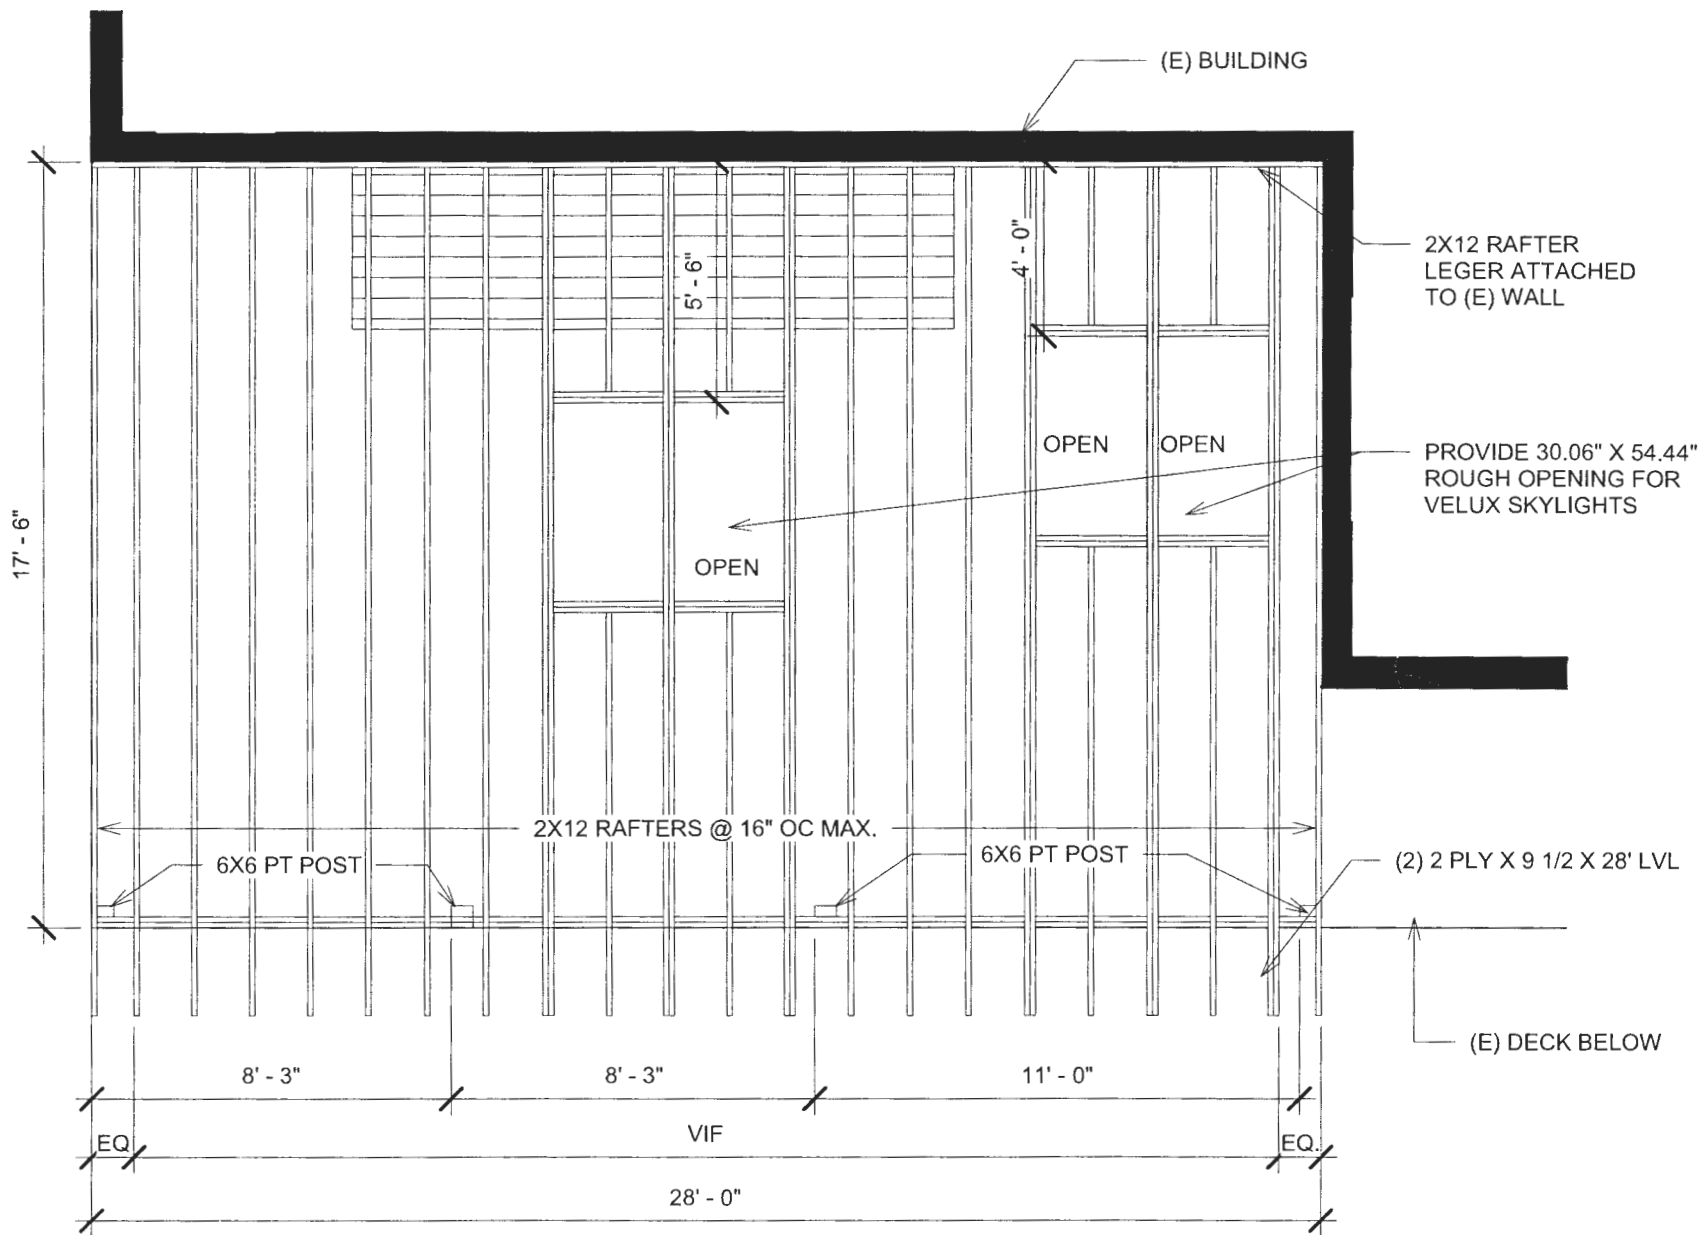 (E) BUILDING
2X12 RAFTER
LEGER ATTACHED
TO (E) WALL
5' - 6"
4' - 0"
OPEN
OPEN
PROVIDE 30.06" X 54.44"
ROUGH OPENING FOR
VELUX SKYLIGHTS
17' - 6"
OPEN
2X12 RAFTERS @ 16" OC MAX.
6X6 PT POST
6X6 PT POST
(2) 2 PLY X 9 1/2 X 28' LVL
(E) DECK BELOW
8' - 3"
8' - 3"
11' - 0"
EQ
VIF
EQ.
28' - 0"